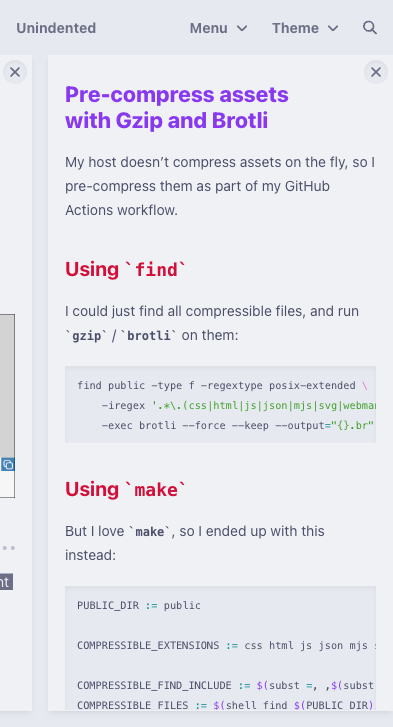 Unindented Menu Theme
Pre-compress assets
with Gzip and Brotli
My host doesn’t compress assets on the fly, so I
pre-compress them as part of my GitHub
Actions workflow.
Using `find`
I could just find all compressible files, and run
`gzip` / `brotli` on them:
find public -type f -regextype posix-extended \
-iregex '.*\.(css|html|js|json|mjs|svg|webma
-exec brotli --force --keep --output="{}.br"
Using `make`
But I love `make`, so I ended up with this
instead:
PUBLIC_DIR := public
COMPRESSIBLE_EXTENSIONS := css html js json mjs
COMPRESSIBLE_FIND_INCLUDE := $(subst =, ,$(subst
COMPRESSIBLE_FILES := $(shell find $(PUBLIC_DIR)
nt